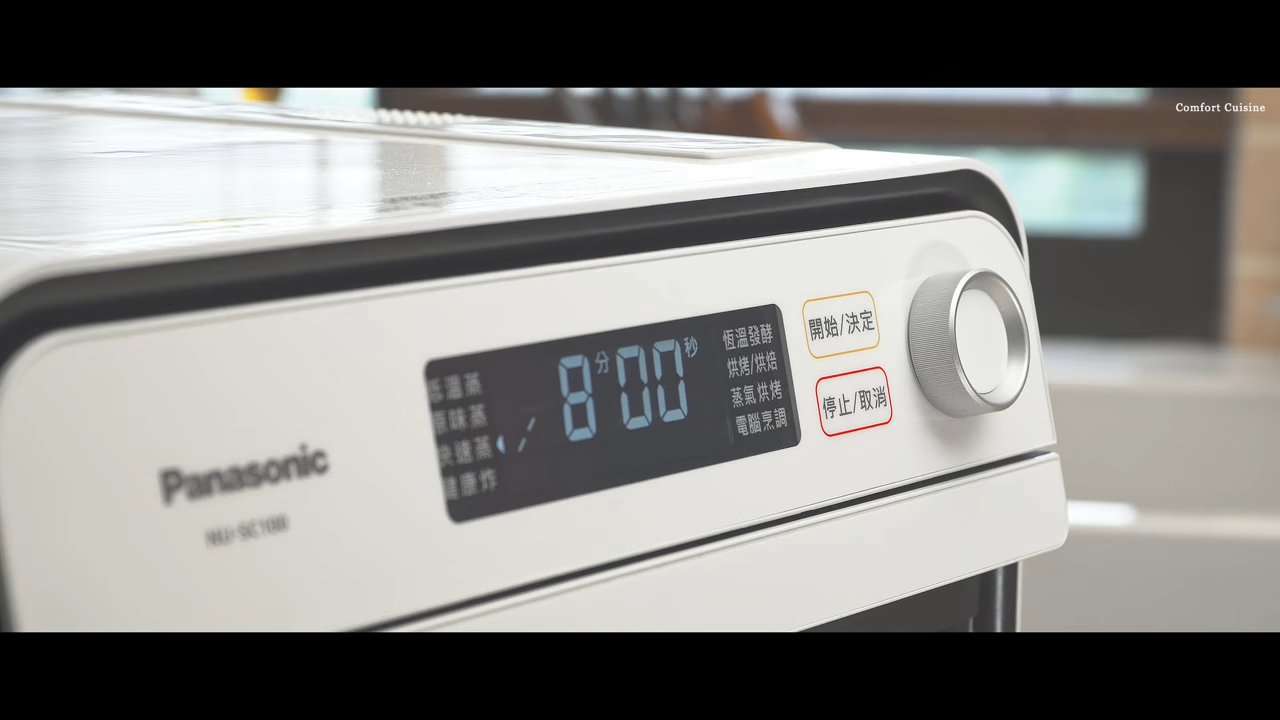 Comfort Cuisine
Panasonic
低溫蒸
原味蒸
快速蒸
健康炸
8分00秒
恆溫發酵
烘烤/烘焙
蒸氣烘烤
電腦烹調
開始/決定
停止/取消